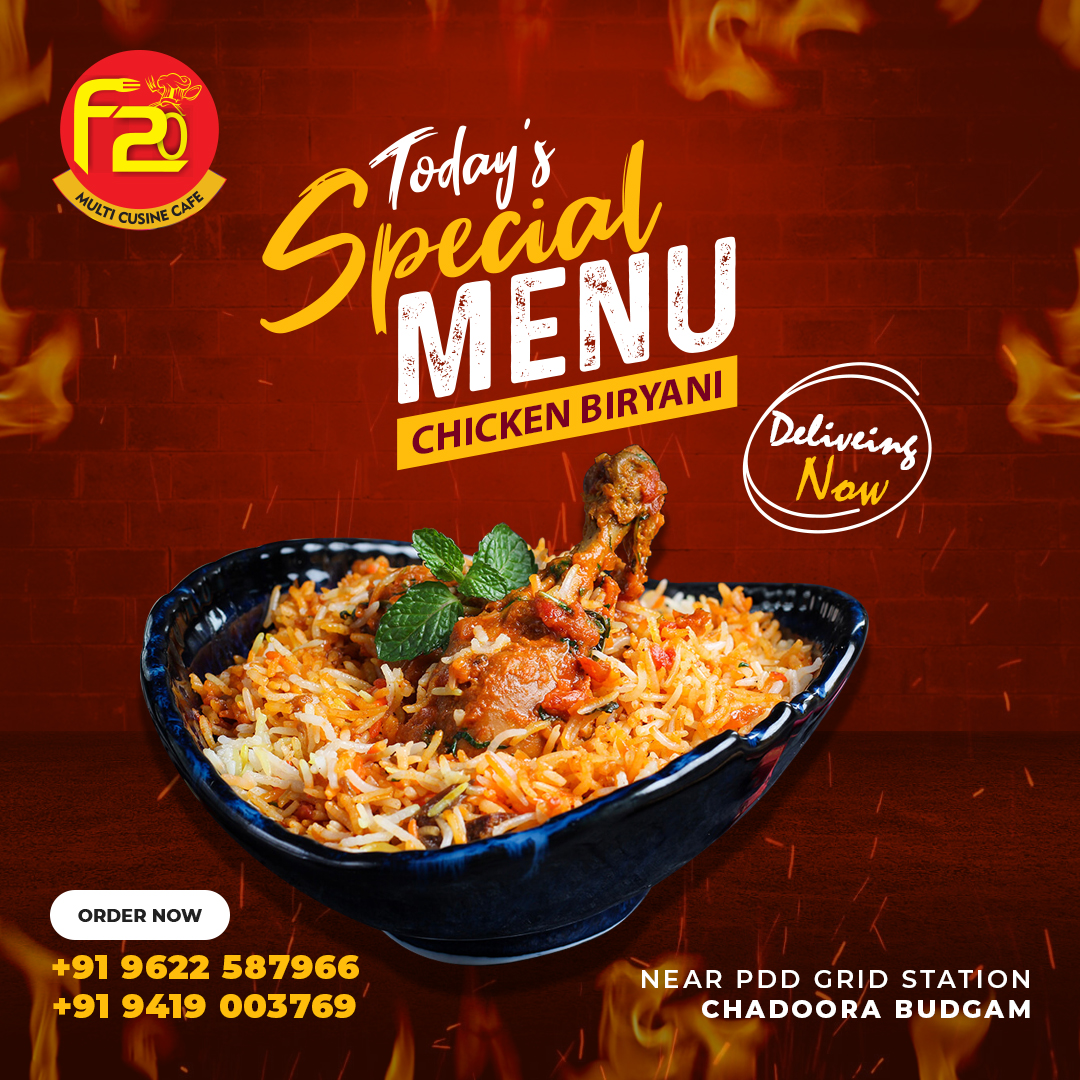 F20
MULTI CUSINE CAFE
Today's
Special
MENU
CHICKEN BIRYANI
Deliveing
Now
ORDER NOW
+91 9622 587966
+91 9419 003769
NEAR PDD GRID STATION
CHADOORA BUDGAM